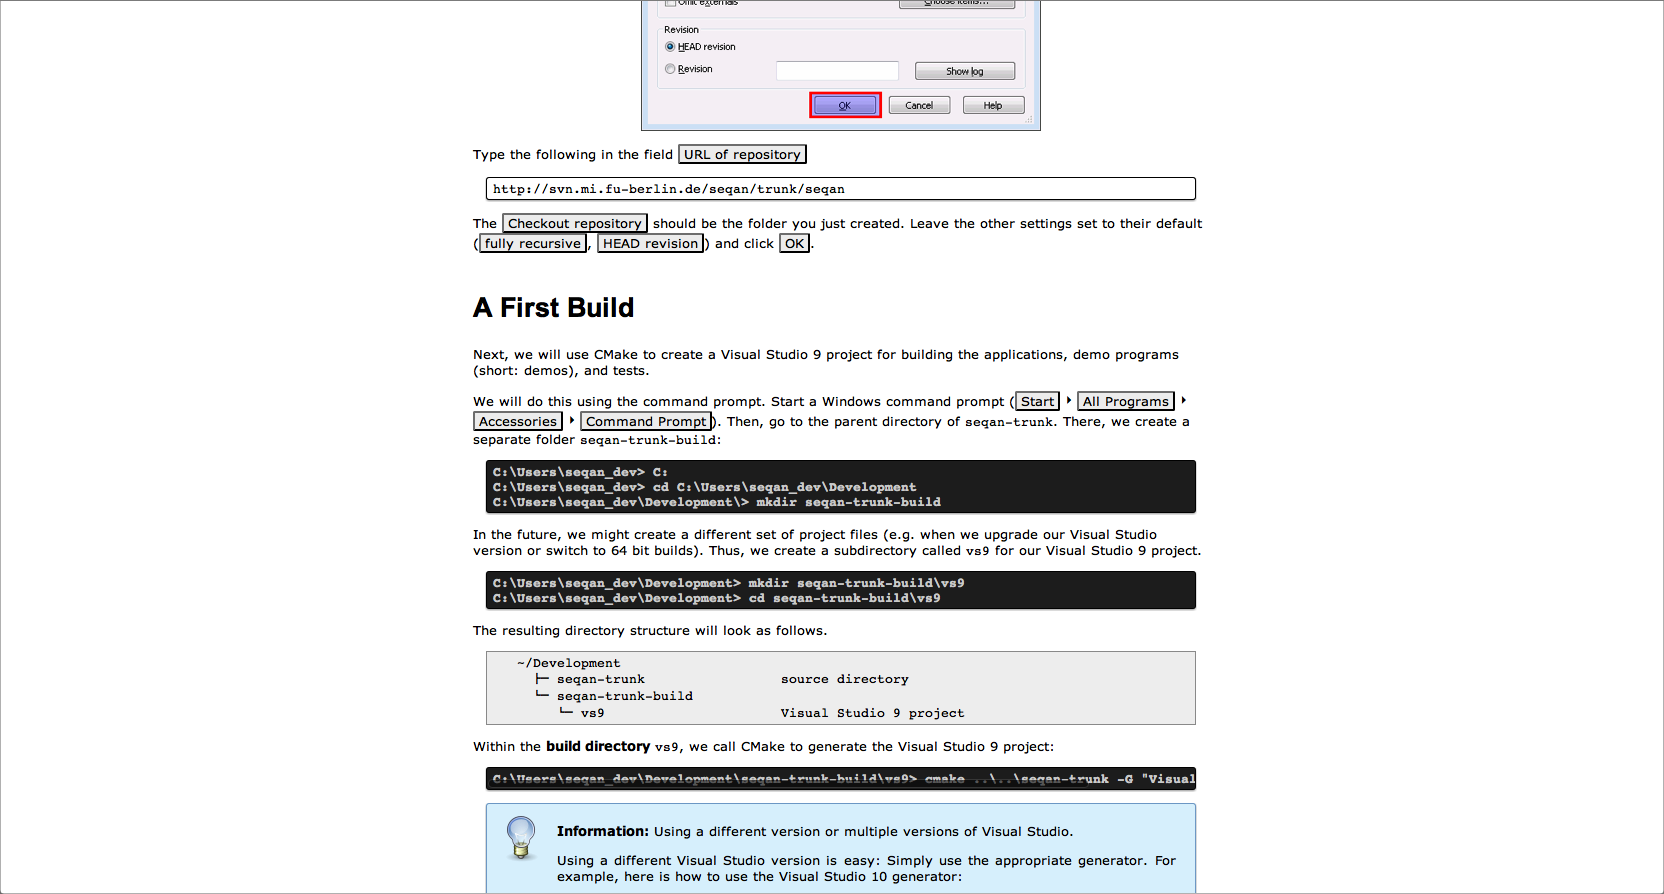 Omit externals
Choose items...
Revision
HEAD revision
Revision
Show log
OK
Cancel
Help
Type the following in the field URL of repository
http://svn.mi.fu-berlin.de/seqan/trunk/seqan
The Checkout repository should be the folder you just created. Leave the other settings set to their default
(fully recursive, HEAD revision) and click OK.
A First Build
Next, we will use CMake to create a Visual Studio 9 project for building the applications, demo programs
(short: demos), and tests.
We will do this using the command prompt. Start a Windows command prompt (Start ‣ All Programs ‣
Accessories ‣ Command Prompt). Then, go to the parent directory of seqan-trunk. There, we create a
separate folder seqan-trunk-build:
C:\Users\seqan_dev> C:
C:\Users\seqan_dev> cd C:\Users\seqan_dev\Development
C:\Users\seqan_dev\Development\> mkdir seqan-trunk-build
In the future, we might create a different set of project files (e.g. when we upgrade our Visual Studio
version or switch to 64 bit builds). Thus, we create a subdirectory called vs9 for our Visual Studio 9 project.
C:\Users\seqan_dev\Development> mkdir seqan-trunk-build\vs9
C:\Users\seqan_dev\Development> cd seqan-trunk-build\vs9
The resulting directory structure will look as follows.
~/Development
├─ seqan-trunk source directory
└─ seqan-trunk-build
└─ vs9 Visual Studio 9 project
Within the build directory vs9, we call CMake to generate the Visual Studio 9 project:
C:\Users\seqan_dev\Development\seqan-trunk-build\vs9> cmake ..\..\seqan-trunk -G "Visual
Information: Using a different version or multiple versions of Visual Studio.
Using a different Visual Studio version is easy: Simply use the appropriate generator. For
example, here is how to use the Visual Studio 10 generator: